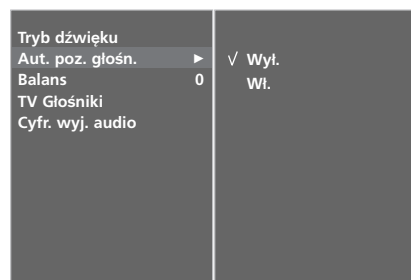 Tryb dźwięku
Aut. poz. głośn. ►
Balans 0
TV Głośniki
Cyfr. wyj. audio
√ Wył.
Wł.